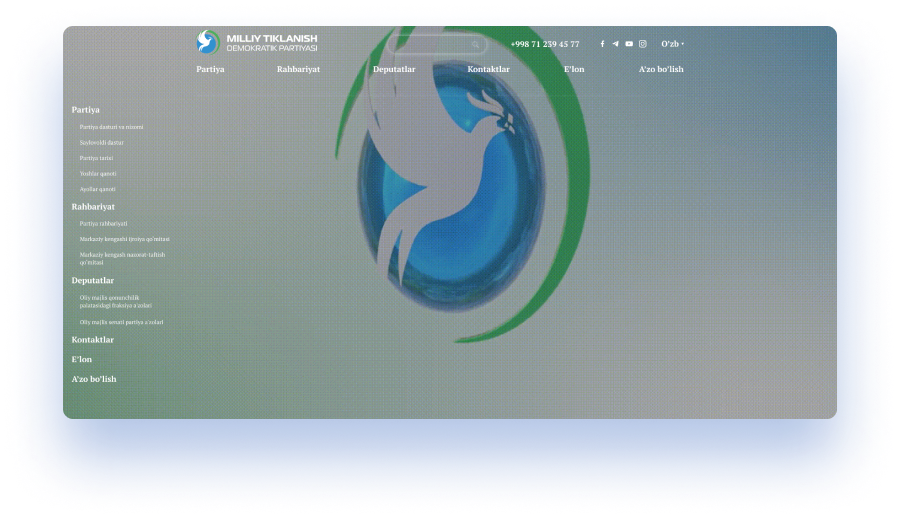 MILLIY TIKLANISH
DEMOKRATIK PARTIYASI
+998 71 239 45 77
O'zb
Partiya Rahbariyat Deputatlar Kontaktlar E'lon A'zo bo'lish
Partiya
Partiya dasturi va nizomi
Saylovoldi dastur
Partiya tarixi
Yoshlar qanoti
Ayollar qanoti
Rahbariyat
Partiya rahbariyati
Markaziy kengashi ijroiya qo'mitasi
Markaziy kengash nazorat-taftish
qo'mitasi
Deputatlar
Oliy majlis qonunchilik
palatasidagi fraksiya a'zolari
Oliy majlis senati partiya a'zolari
Kontaktlar
E'lon
A'zo bo'lish